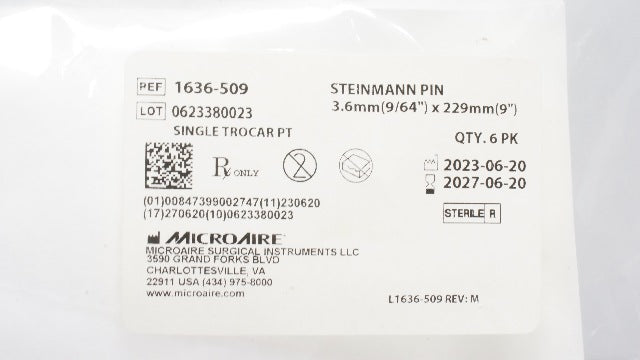 REF 1636-509
LOT 0623380023
SINGLE TROCAR PT
STEINMANN PIN
3.6mm(9/64") x 229mm(9")
QTY. 6 PK
Rx ONLY
2
2023-06-20
2027-06-20
STERILE R
(01)00847399002747(11)230620
(17)270620(10)0623380023
MICROAIRE
MICROAIRE SURGICAL INSTRUMENTS LLC
3590 GRAND FORKS BLVD
CHARLOTTESVILLE, VA
22911 USA (434) 975-8000
www.microaire.com
L1636-509 REV: M